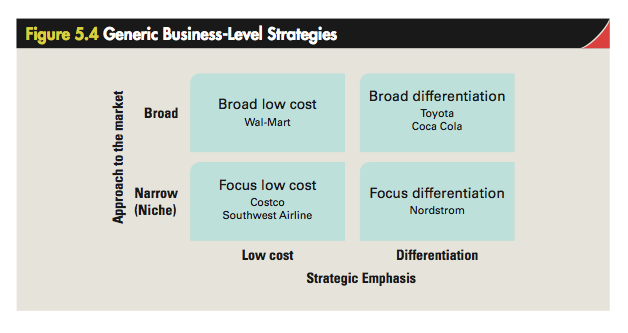 Figure 5.4 Generic Business-Level Strategies
Approach to the market
Broad
Broad low cost
Wal-Mart
Broad differentiation
Toyota
Coca Cola
Narrow
(Niche)
Focus low cost
Costco
Southwest Airline
Focus differentiation
Nordstrom
Low cost
Differentiation
Strategic Emphasis